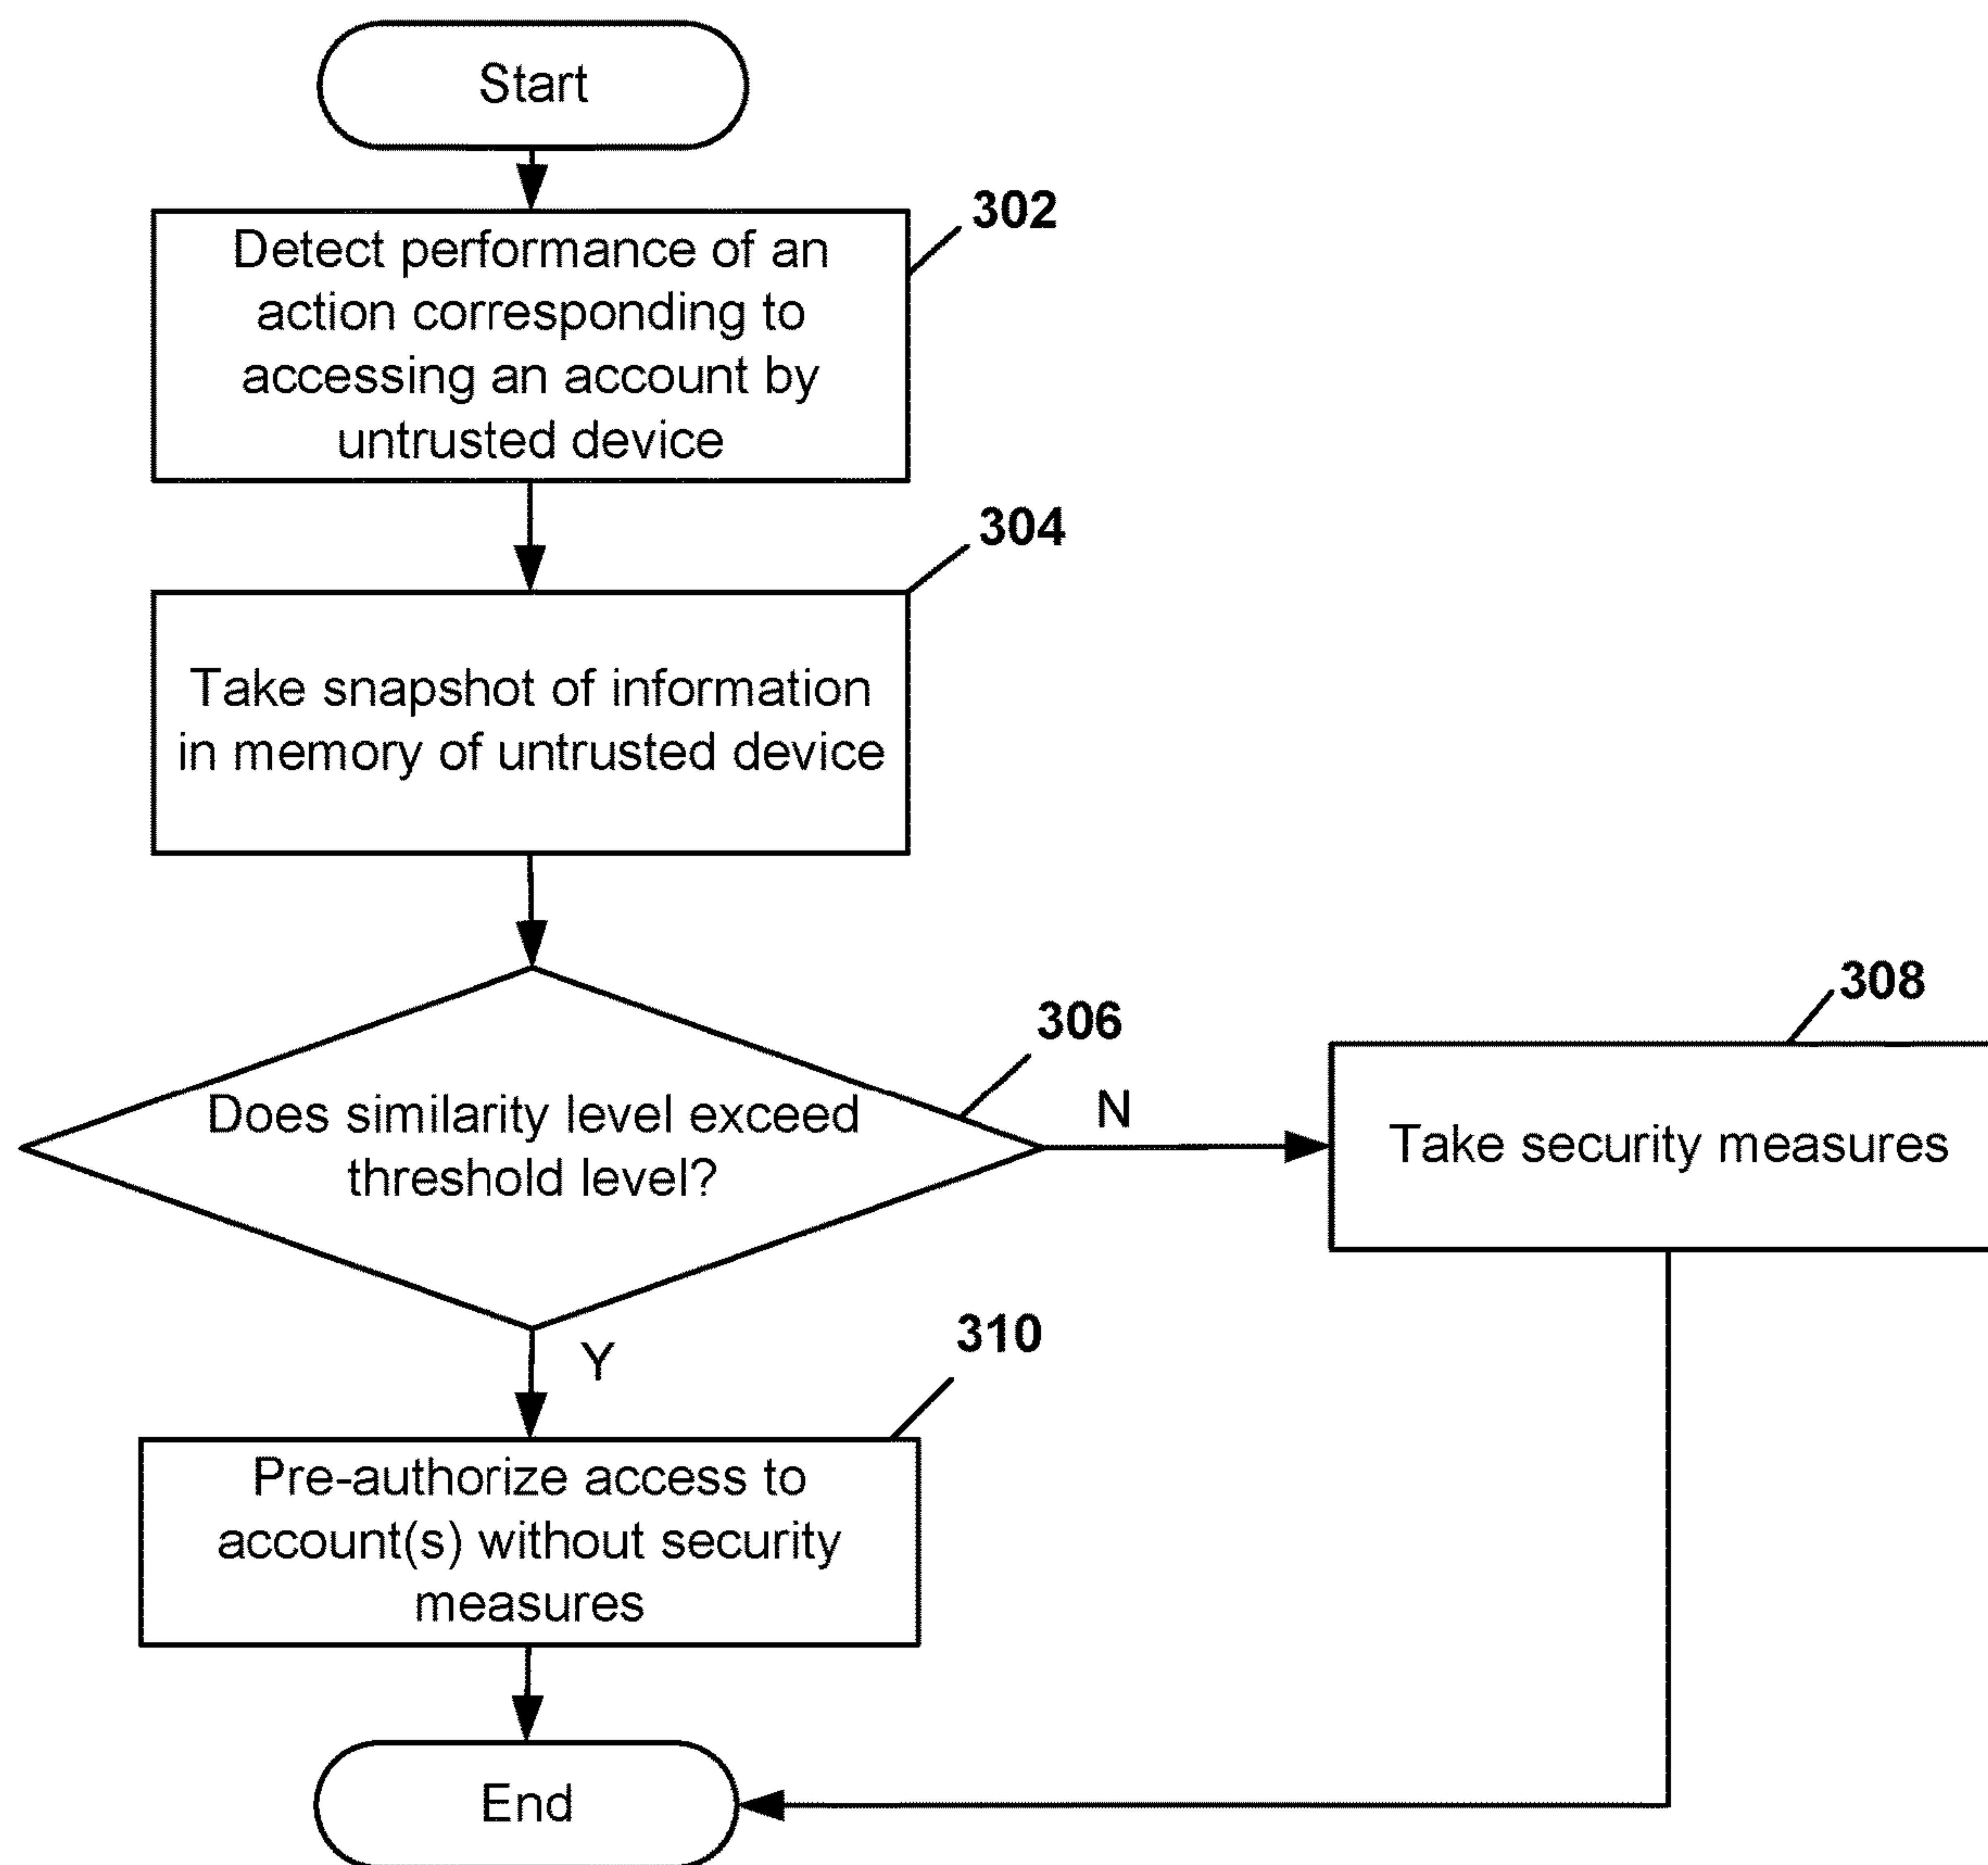 Start
302
Detect performance of an
action corresponding to
accessing an account by
untrusted device
304
Take snapshot of information
in memory of untrusted device
306
Does similarity level exceed
threshold level?
N
308
Take security measures
Y
310
Pre-authorize access to
account(s) without security
measures
End